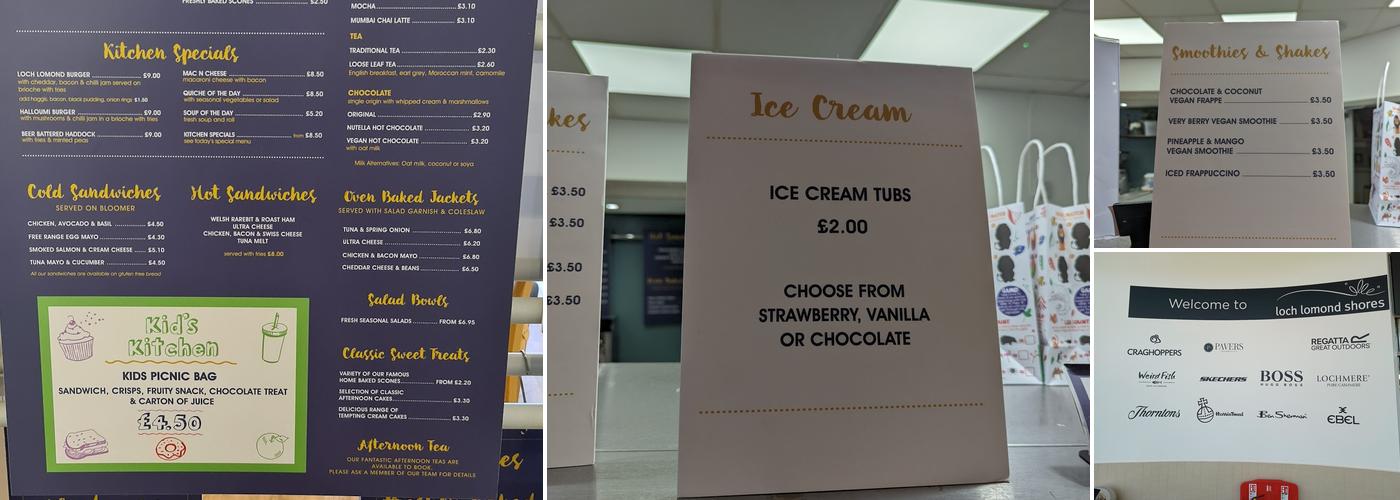 FRESHLY BAKED SCONES £2.50
Kitchen Specials
LOCH LOMOND BURGER £9.00
with cheddar, bacon & chilli jam served on
brioche with fries
add haggis, bacon, black pudding, onion rings £1.50
HALLOUMI BURGER £9.00
with mushrooms & chilli jam in a brioche with fries
BEER BATTERED HADDOCK £9.00
with fries & minted peas
MAC N CHEESE £8.50
macaroni cheese with bacon
QUICHE OF THE DAY £8.50
with seasonal vegetables or salad
SOUP OF THE DAY £5.20
fresh soup and roll
KITCHEN SPECIALS from £8.50
see today's special menu
Cold Sandwiches
SERVED ON BLOOMER
CHICKEN, AVOCADO & BASIL £4.50
FREE RANGE EGG MAYO £4.30
SMOKED SALMON & CREAM CHEESE £5.10
TUNA MAYO & CUCUMBER £4.50
All our sandwiches are available on gluten free bread
Hot Sandwiches
WELSH RAREBIT & ROAST HAM
ULTRA CHEESE
CHICKEN, BACON & SWISS CHEESE
TUNA MELT
served with fries £8.00
Kid's
Kitchen
KIDS PICNIC BAG
SANDWICH, CRISPS, FRUITY SNACK, CHOCOLATE TREAT
& CARTON OF JUICE
£4.50
MOCHA £3.10
MUMBAI CHAI LATTE £3.10
TEA
TRADITIONAL TEA £2.30
LOOSE LEAF TEA £2.60
English breakfast, earl grey, Moroccan mint, camomile
CHOCOLATE
single origin with whipped cream & marshmallows
ORIGINAL £2.90
NUTELLA HOT CHOCOLATE £3.20
VEGAN HOT CHOCOLATE £3.20
with oat milk
Milk Alternatives: Oat milk, coconut or soya
Oven Baked Jackets
SERVED WITH SALAD GARNISH & COLESLAW
TUNA & SPRING ONION £6.80
ULTRA CHEESE £6.20
CHICKEN & BACON MAYO £6.80
CHEDDAR CHEESE & BEANS £6.50
Salad Bowls
FRESH SEASONAL SALADS FROM £6.95
Classic Sweet Treats
VARIETY OF OUR FAMOUS
HOME BAKED SCONES FROM £2.20
SELECTION OF CLASSIC
AFTERNOON CAKES £3.30
DELICIOUS RANGE OF
TEMPTING CREAM CAKES £3.30
Afternoon Tea
OUR FANTASTIC AFTERNOON TEAS ARE
AVAILABLE TO BOOK.
PLEASE ASK A MEMBER OF OUR TEAM FOR DETAILS
kes
£3.50
£3.50
£3.50
£3.50
Ice Cream
ICE CREAM TUBS
£2.00
CHOOSE FROM
STRAWBERRY, VANILLA
OR CHOCOLATE
Smoothies & Shakes
CHOCOLATE & COCONUT
VEGAN FRAPPE £3.50
VERY BERRY VEGAN SMOOTHIE £3.50
PINEAPPLE & MANGO
VEGAN SMOOTHIE £3.50
ICED FRAPPUCCINO £3.50
Welcome to loch lomond shores
CRAGHOPPERS
PAVERS
REGATTA
GREAT OUTDOORS
Weird Fish
SKECHERS
BOSS
HUGO BOSS
LOCHMERE
PURE CASHMERE
Thorntons
HarrisTweed
Ben Sherman
EBEL